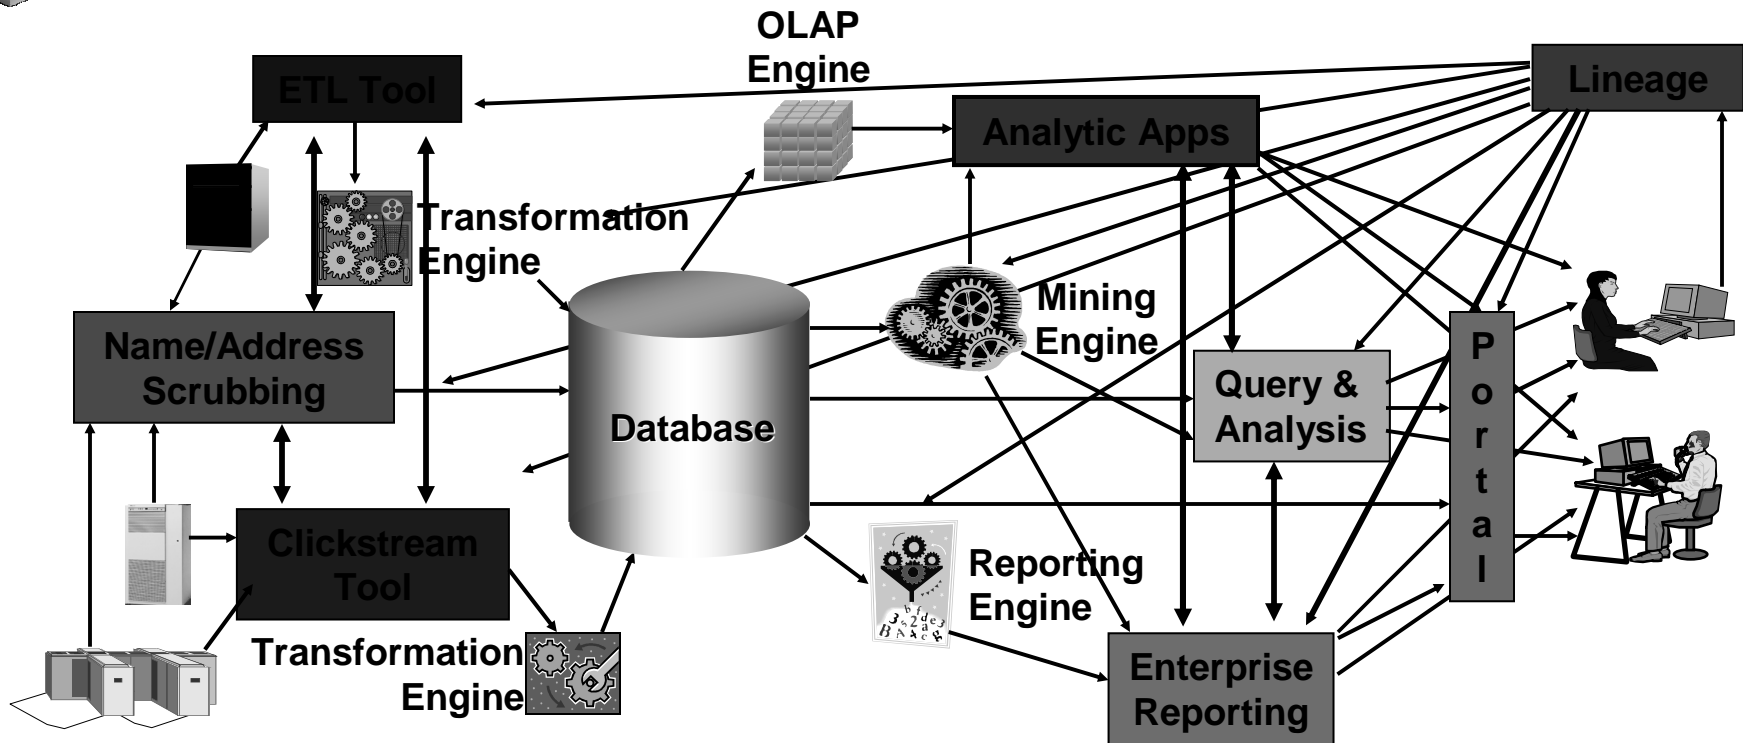 OLAP
Engine
ETL Tool
Lineage
Analytic Apps
Transformation
Engine
Mining
Engine
Name/Address
Scrubbing
P
o
r
t
a
l
Query &
Analysis
Database
Clickstream
Tool
Reporting
Engine
Transformation
Engine
Enterprise
Reporting